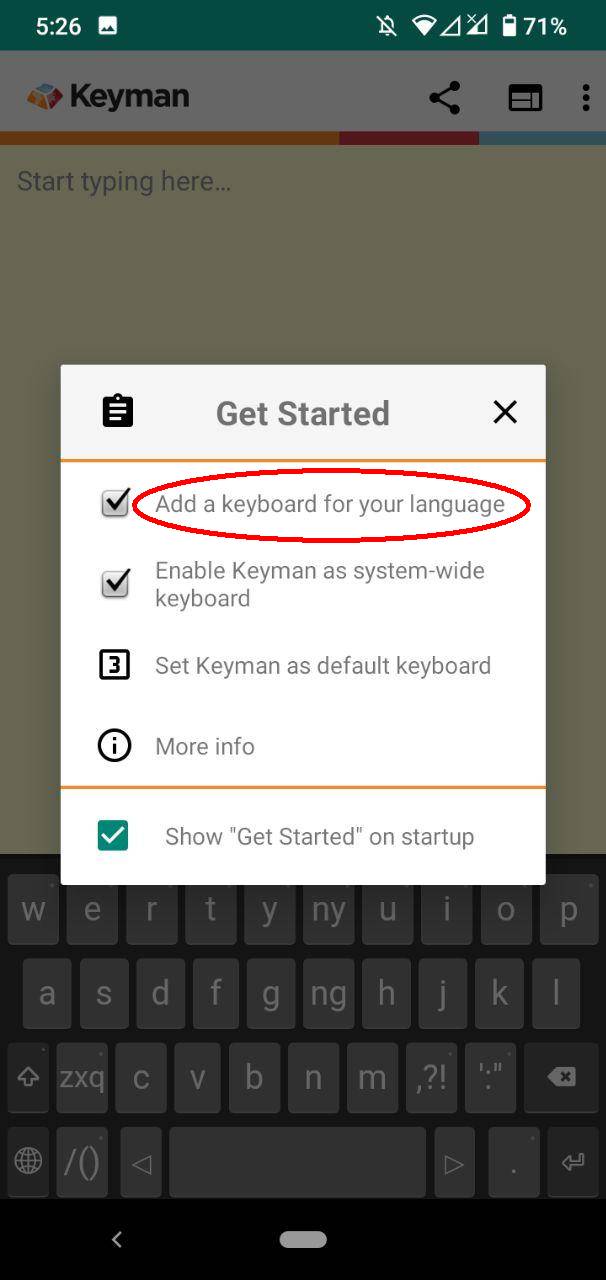 5:26 71%
Keyman
Start typing here…
Get Started
Add a keyboard for your language
Enable Keyman as system-wide
keyboard
3 Set Keyman as default keyboard
More info
Show "Get Started" on startup
w e r t y ny u i o p
a s d f g ng h j k l
zxq c v b n m ,?! ':"
/() .